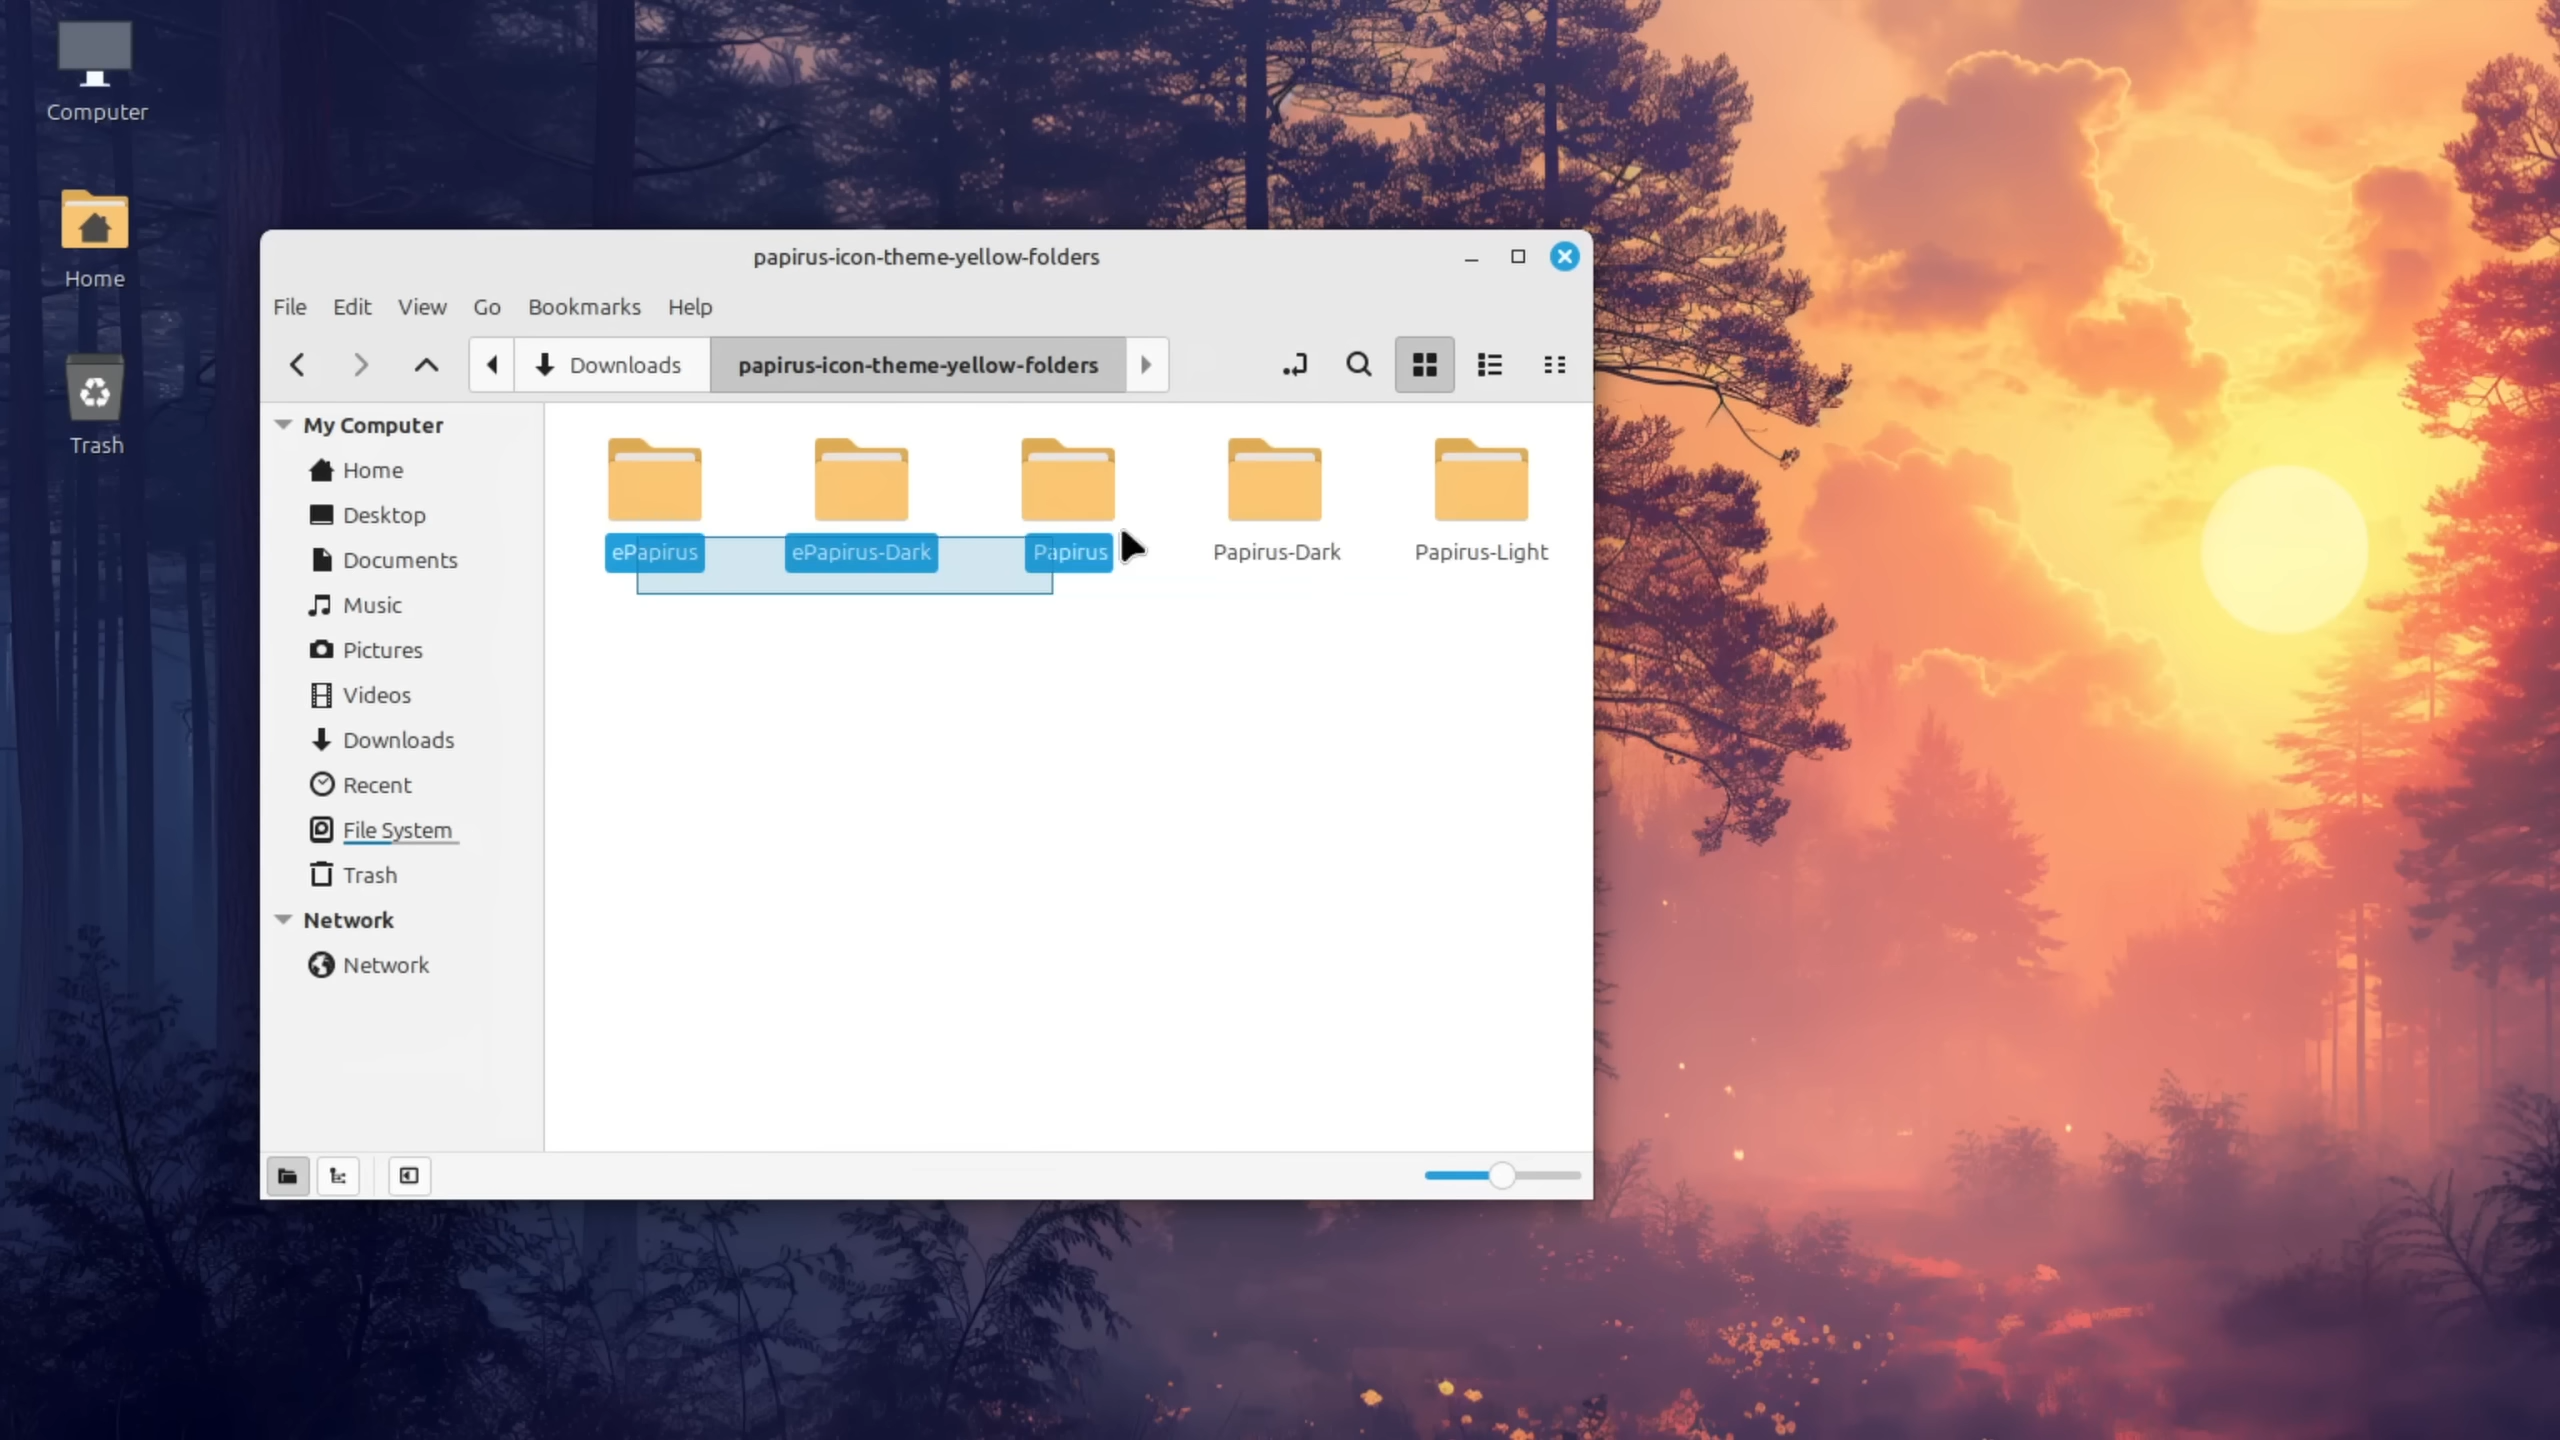 Computer
Home
Trash
papirus-icon-theme-yellow-folders
File Edit View Go Bookmarks Help
Downloads papirus-icon-theme-yellow-folders
My Computer
Home
Desktop
Documents
Music
Pictures
Videos
Downloads
Recent
File System
Trash
Network
Network
ePapirus ePapirus-Dark Papirus Papirus-Dark Papirus-Light